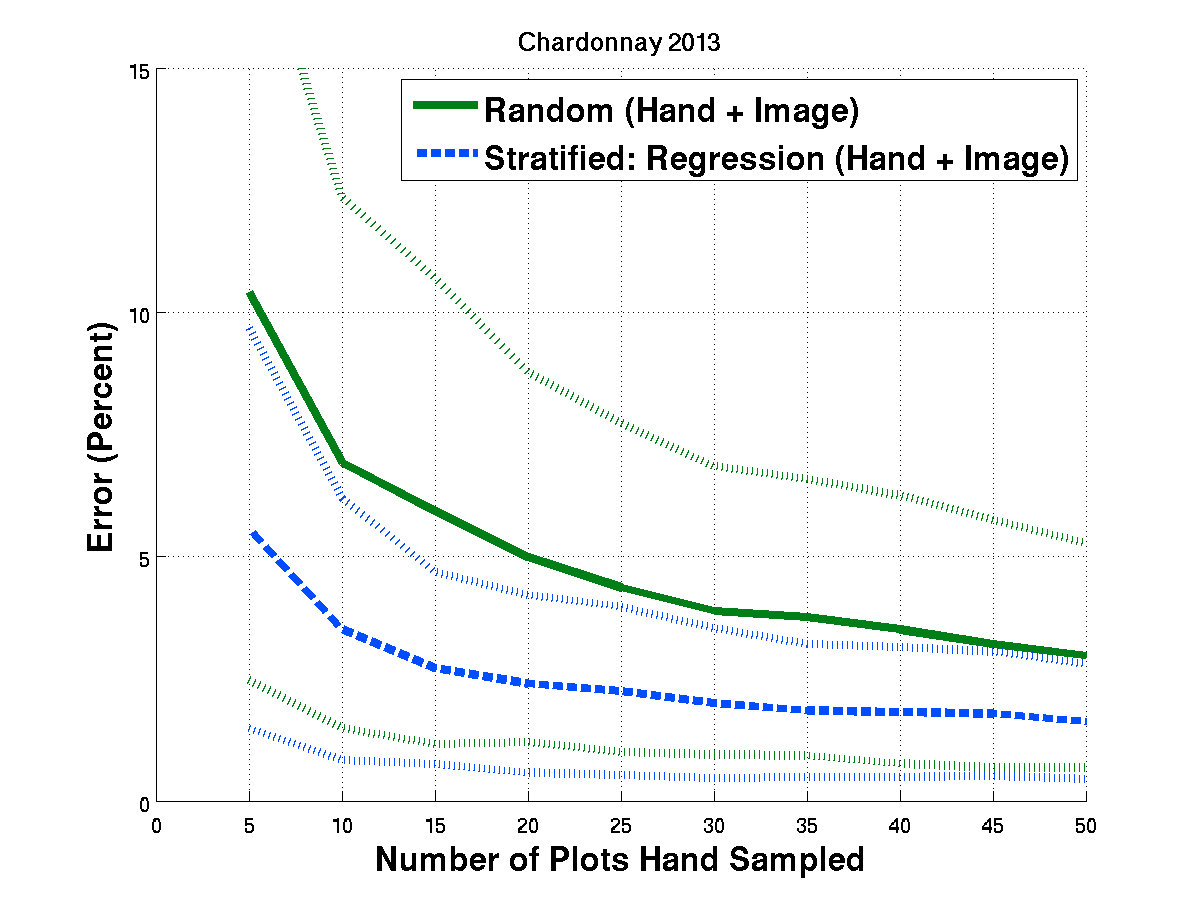 Chardonnay 2013
Random (Hand + Image)
Stratified: Regression (Hand + Image)
15
10
5
0
Error (Percent)
0 5 10 15 20 25 30 35 40 45 50
Number of Plots Hand Sampled